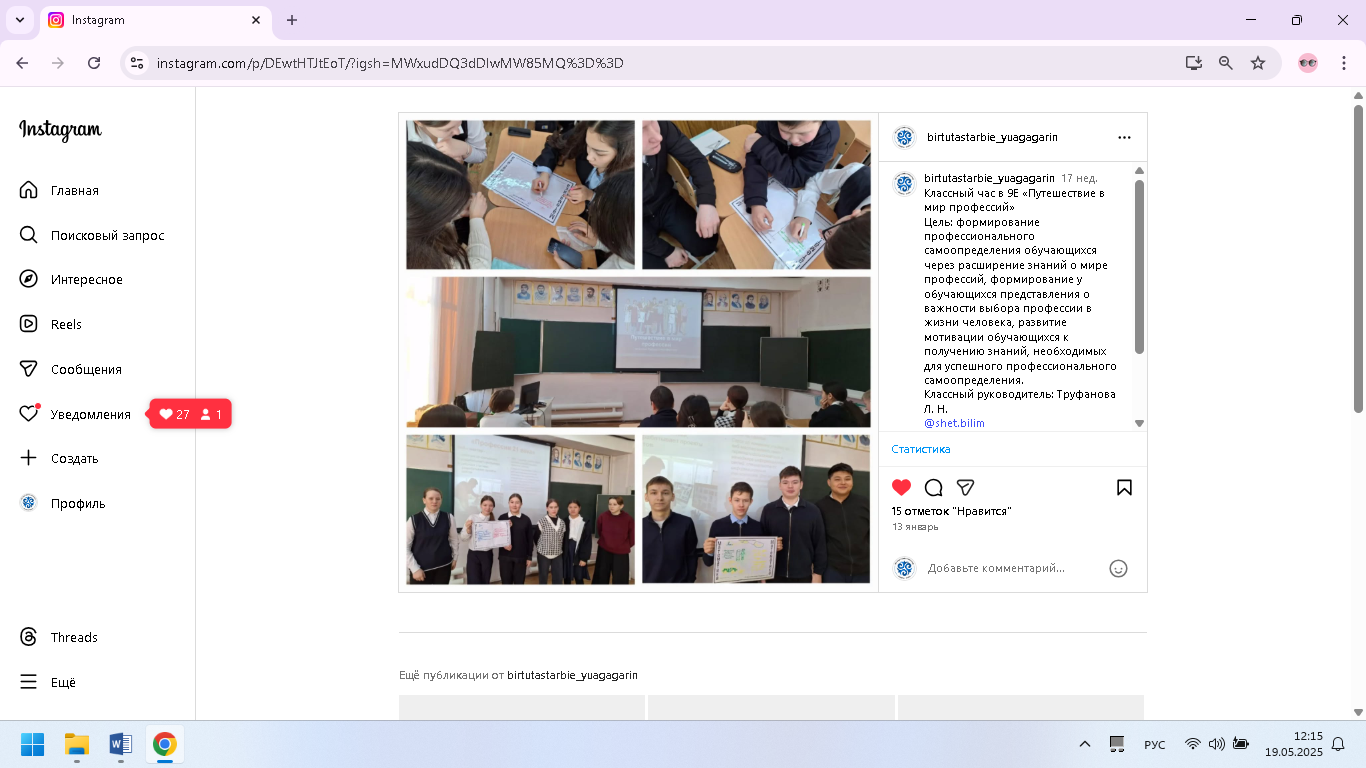 Instagram
instagram.com/p/DEwtHTJtEoT/?igsh=MWxudDQ3dDlwMW85MQ%3D%3D
Instagram
Главная
Поисковый запрос
Интересное
Reels
Сообщения
Уведомления
27 1
Создать
Профиль
Threads
Ещё
Путешествие в мир профессий
birtutastarbie_yuagagarin
birtutastarbie_yuagagarin 17 нед.
Классный час в 9Е «Путешествие в
мир профессий»
Цель: формирование
профессионального
самоопределения обучающихся
через расширение знаний о мире
профессий, формирование у
обучающихся представления о
важности выбора профессии в
жизни человека, развитие
мотивации обучающихся к
получению знаний, необходимых
для успешного профессионального
самоопределения.
Классный руководитель: Труфанова
Л. Н.
@shet.bilim
Статистика
15 отметок "Нравится"
13 январь
Добавьте комментарий...
Ещё публикации от birtutastarbie_yuagagarin
РУС
12:15
19.05.2025